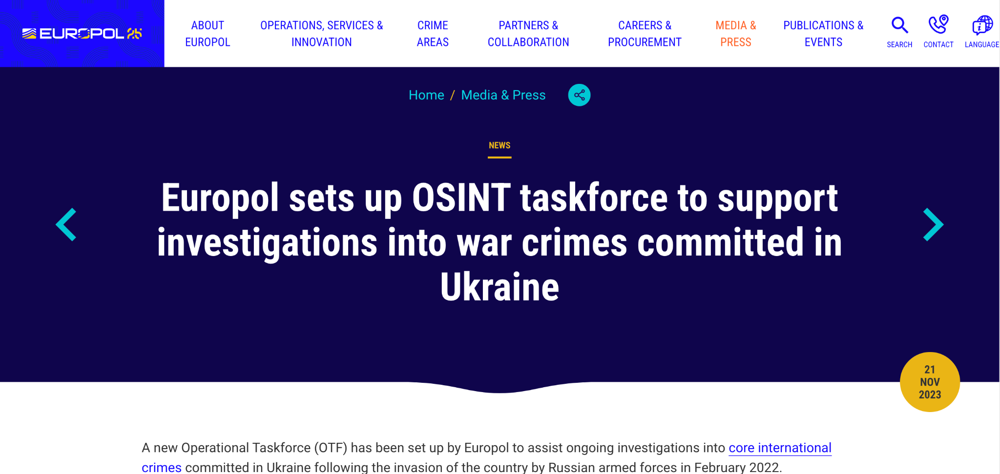 EUROPOL 25
ABOUT
EUROPOL
OPERATIONS, SERVICES &
INNOVATION
CRIME
AREAS
PARTNERS &
COLLABORATION
CAREERS &
PROCUREMENT
MEDIA &
PRESS
PUBLICATIONS &
EVENTS
SEARCH
CONTACT
LANGUAGE
Home / Media & Press
NEWS
Europol sets up OSINT taskforce to support
investigations into war crimes committed in
Ukraine
21
NOV
2023
A new Operational Taskforce (OTF) has been set up by Europol to assist ongoing investigations into core international
crimes committed in Ukraine following the invasion of the country by Russian armed forces in February 2022.